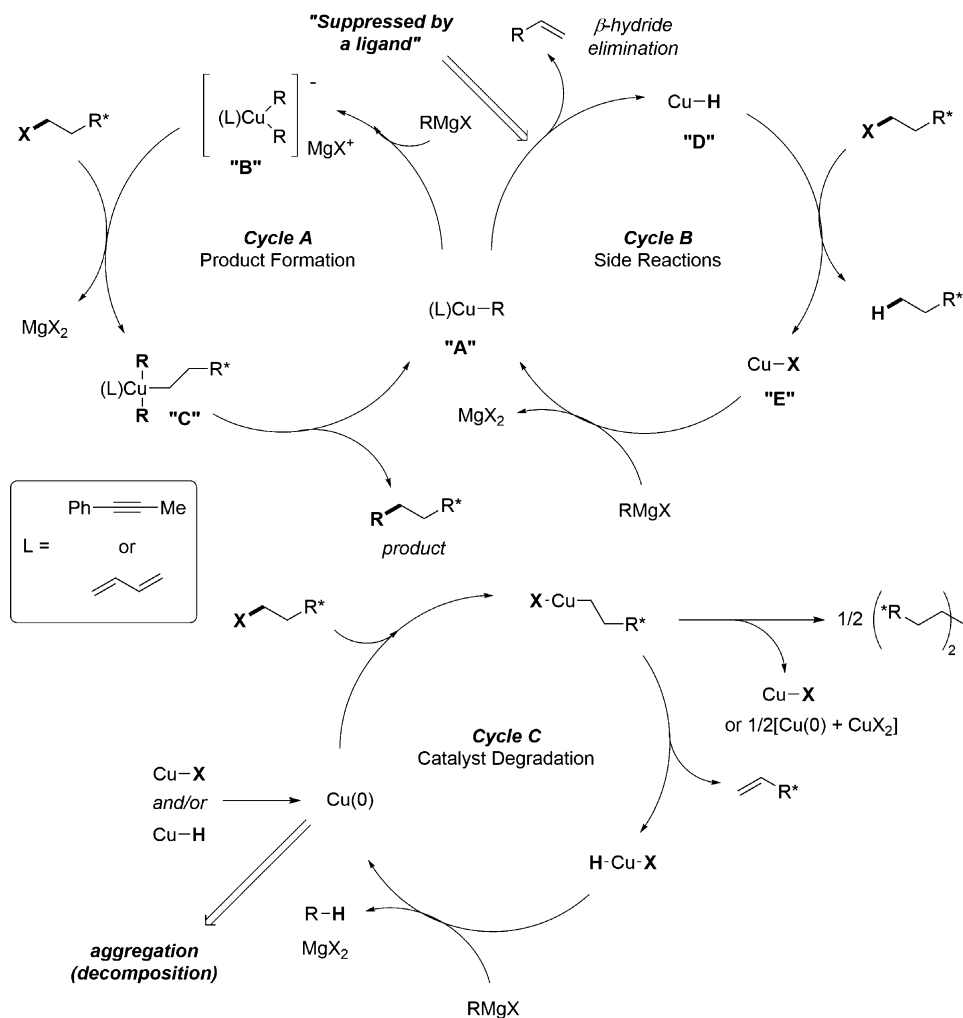 "Suppressed by
a ligand"
R
β-hydride
elimination
X
R*
(L)Cu
R
R
-
MgX+
"B"
RMgX
Cu-H
"D"
X
R*
Cycle A
Product Formation
Cycle B
Side Reactions
MgX2
(L)Cu-R
"A"
H
R*
R
(L)Cu
R
R*
"C"
Cu-X
"E"
MgX2
RMgX
R
R*
product
L =
Ph
Me
or
X
R*
X-Cu
R*
1/2
*R
2
Cu-X
or 1/2[Cu(0) + CuX2]
Cycle C
Catalyst Degradation
R*
Cu-X
and/or
Cu-H
Cu(0)
H-Cu-X
R-H
MgX2
aggregation
(decomposition)
RMgX